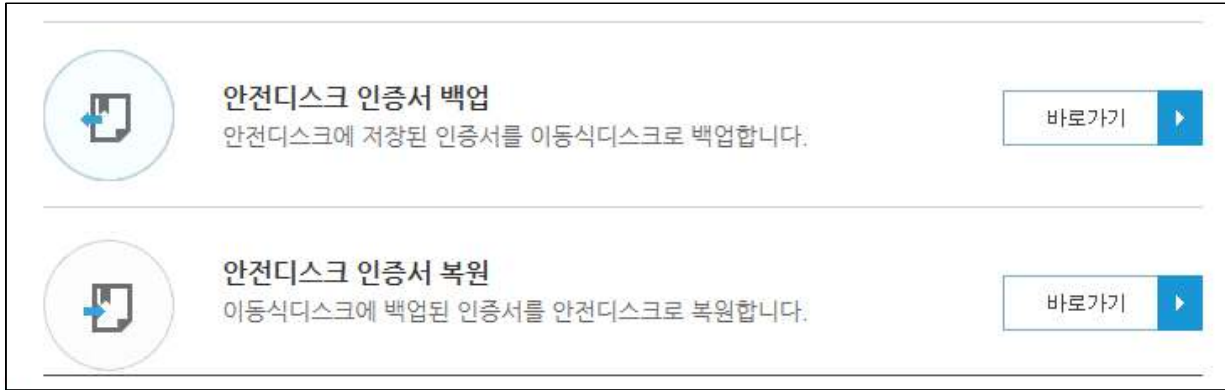 안전디스크 인증서 백업
안전디스크에 저장된 인증서를 이동식디스크로 백업합니다.
바로가기
안전디스크 인증서 복원
이동식디스크에 백업된 인증서를 안전디스크로 복원합니다.
바로가기